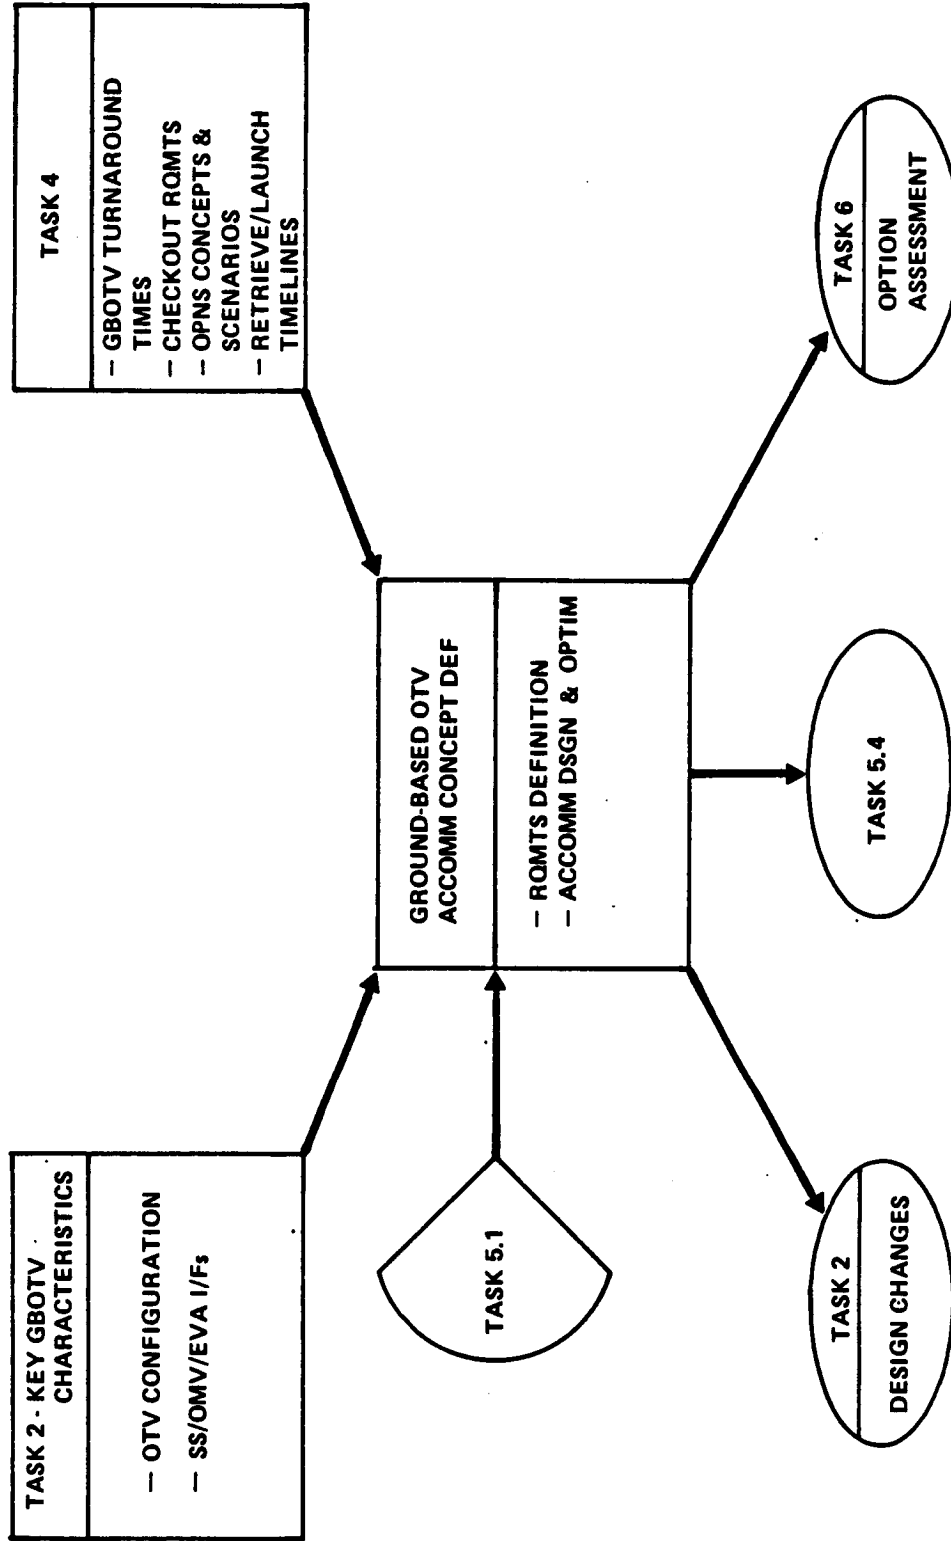 TASK 2 - KEY GBOTV
CHARACTERISTICS
— OTV CONFIGURATION
— SS/OMV/EVA I/Fs
TASK 4
— GBOTV TURNAROUND
TIMES
— CHECKOUT RQMTS
— OPNS CONCEPTS &
SCENARIOS
— RETRIEVE/LAUNCH
TIMELINES
TASK 5.1
GROUND-BASED OTV
ACCOMM CONCEPT DEF
— RQMTS DEFINITION
— ACCOMM DSGN & OPTIM
TASK 2
DESIGN CHANGES
TASK 5.4
TASK 6
OPTION
ASSESSMENT